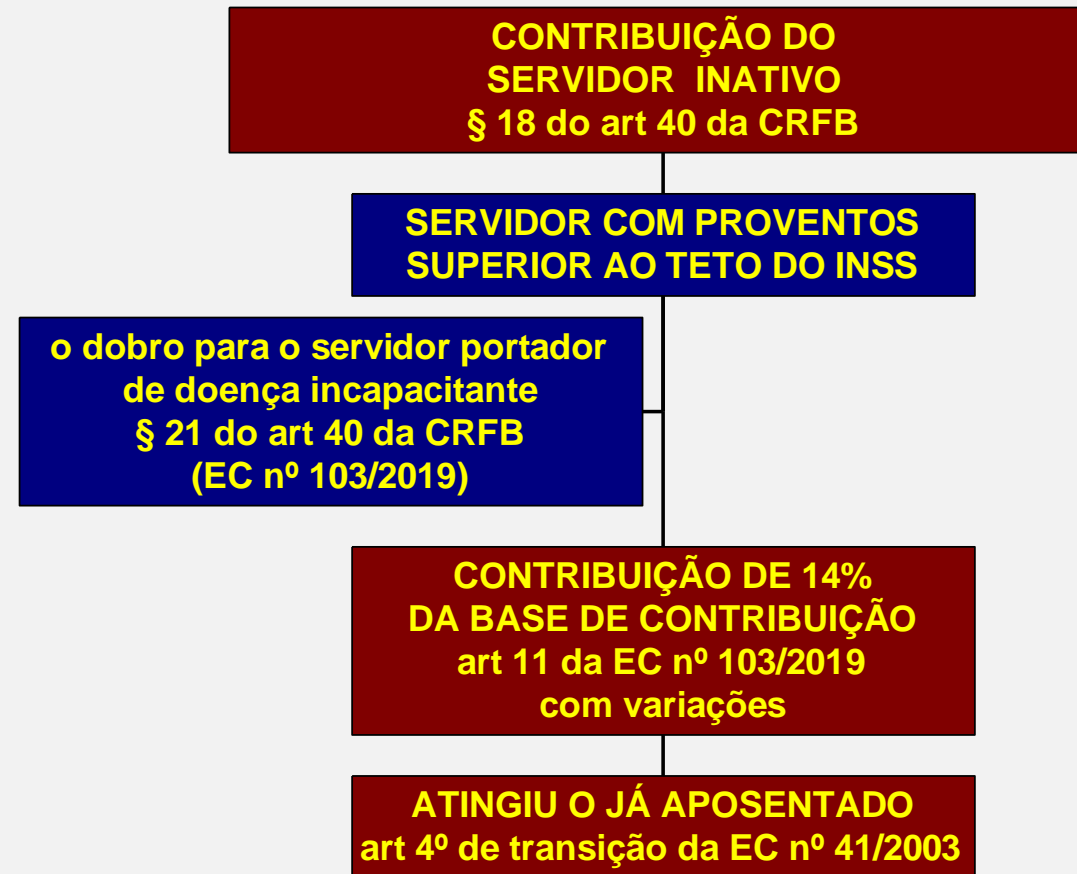 CONTRIBUIÇÃO DO
SERVIDOR INATIVO
§ 18 do art 40 da CRFB
SERVIDOR COM PROVENTOS
SUPERIOR AO TETO DO INSS
o dobro para o servidor portador
de doença incapacitante
§ 21 do art 40 da CRFB
(EC nº 103/2019)
CONTRIBUIÇÃO DE 14%
DA BASE DE CONTRIBUIÇÃO
art 11 da EC nº 103/2019
com variações
ATINGIU O JÁ APOSENTADO
art 4º de transição da EC nº 41/2003